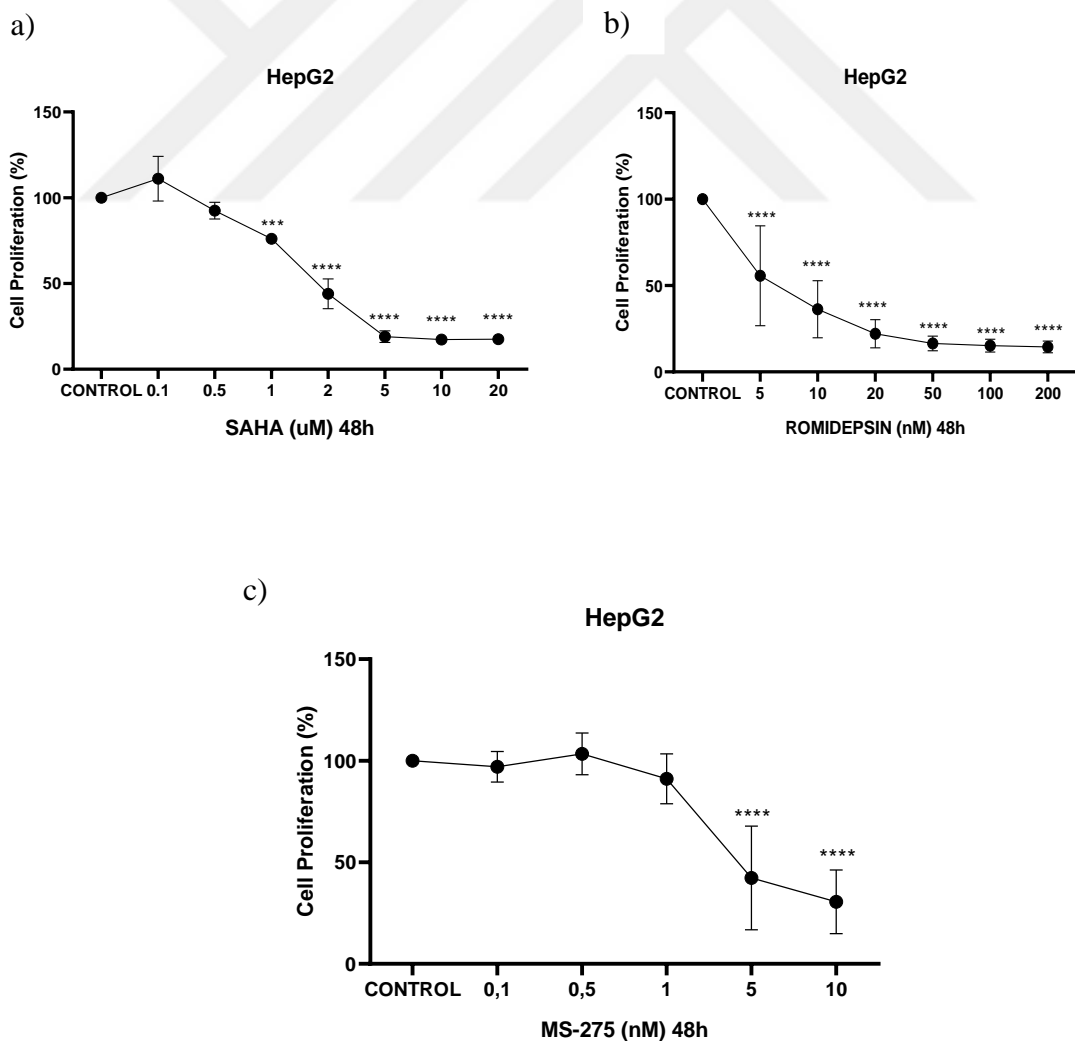 a)
HepG2
Cell Proliferation (%)
150
100
50
0
***
****
****
****
****
CONTROL 0.1 0.5 1 2 5 10 20
SAHA (uM) 48h
b)
HepG2
Cell Proliferation (%)
150
100
50
0
****
****
****
****
****
****
CONTROL 5 10 20 50 100 200
ROMIDEPSIN (nM) 48h
c)
HepG2
Cell Proliferation (%)
150
100
50
0
****
****
CONTROL 0,1 0,5 1 5 10
MS-275 (nM) 48h